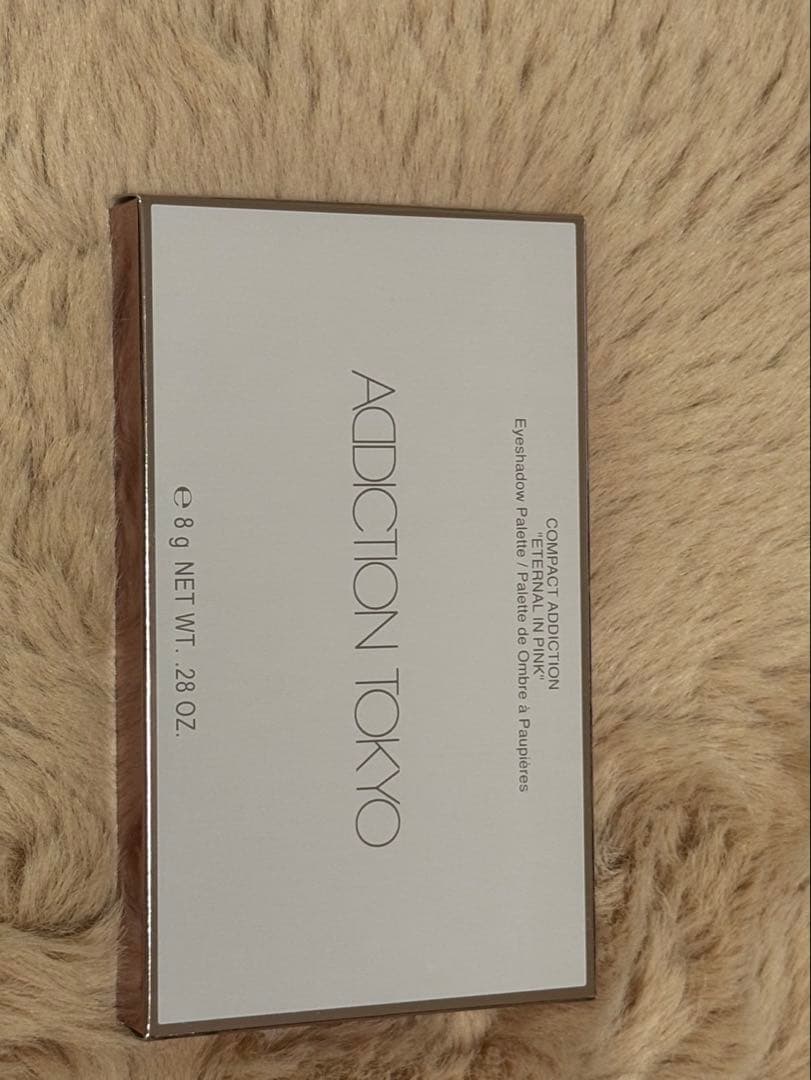 COMPACT ADDICTION
"ETERNAL IN PINK"
Eyeshadow Palette / Palette de Ombre à Paupières
ADDICTION TOKYO
℮ 8 g NET WT. .28 OZ.